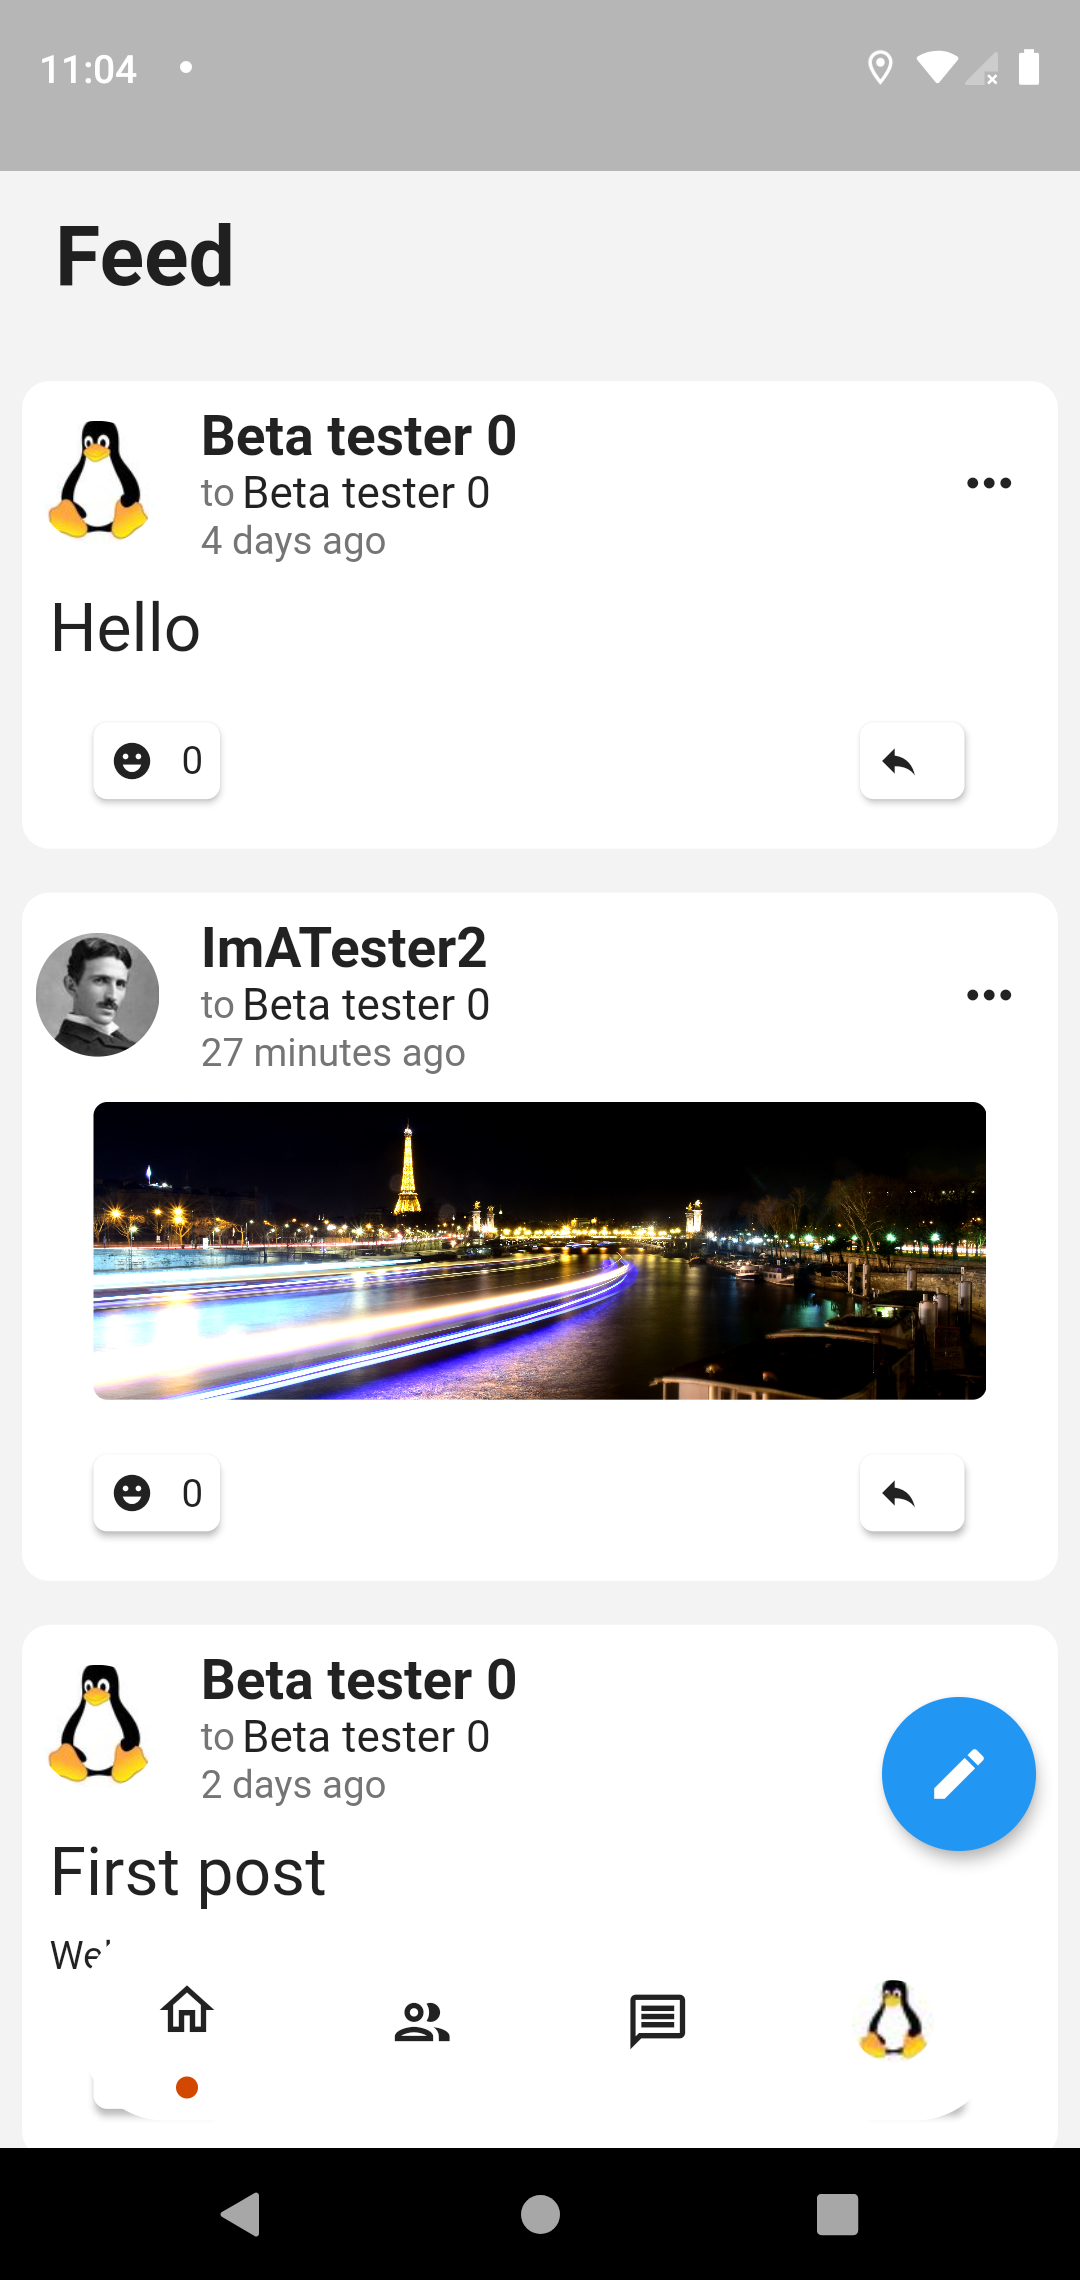 11:04
Feed
Beta tester 0
to Beta tester 0
4 days ago
Hello
0
ImATester2
to Beta tester 0
27 minutes ago
0
Beta tester 0
to Beta tester 0
2 days ago
First post